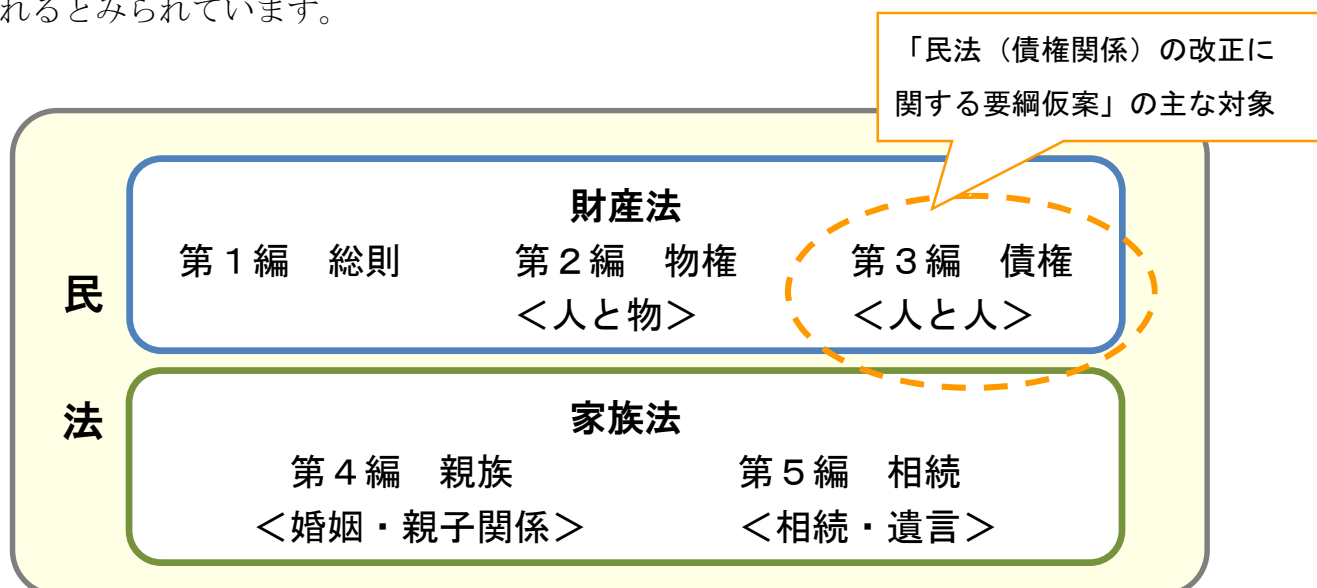 れるとみられています。
「民法（債権関係）の改正に
関する要綱仮案」の主な対象
民法
財産法
第１編　総則
第２編　物権
＜人と物＞
第３編　債権
＜人と人＞
家族法
第４編　親族
＜婚姻・親子関係＞
第５編　相続
＜相続・遺言＞